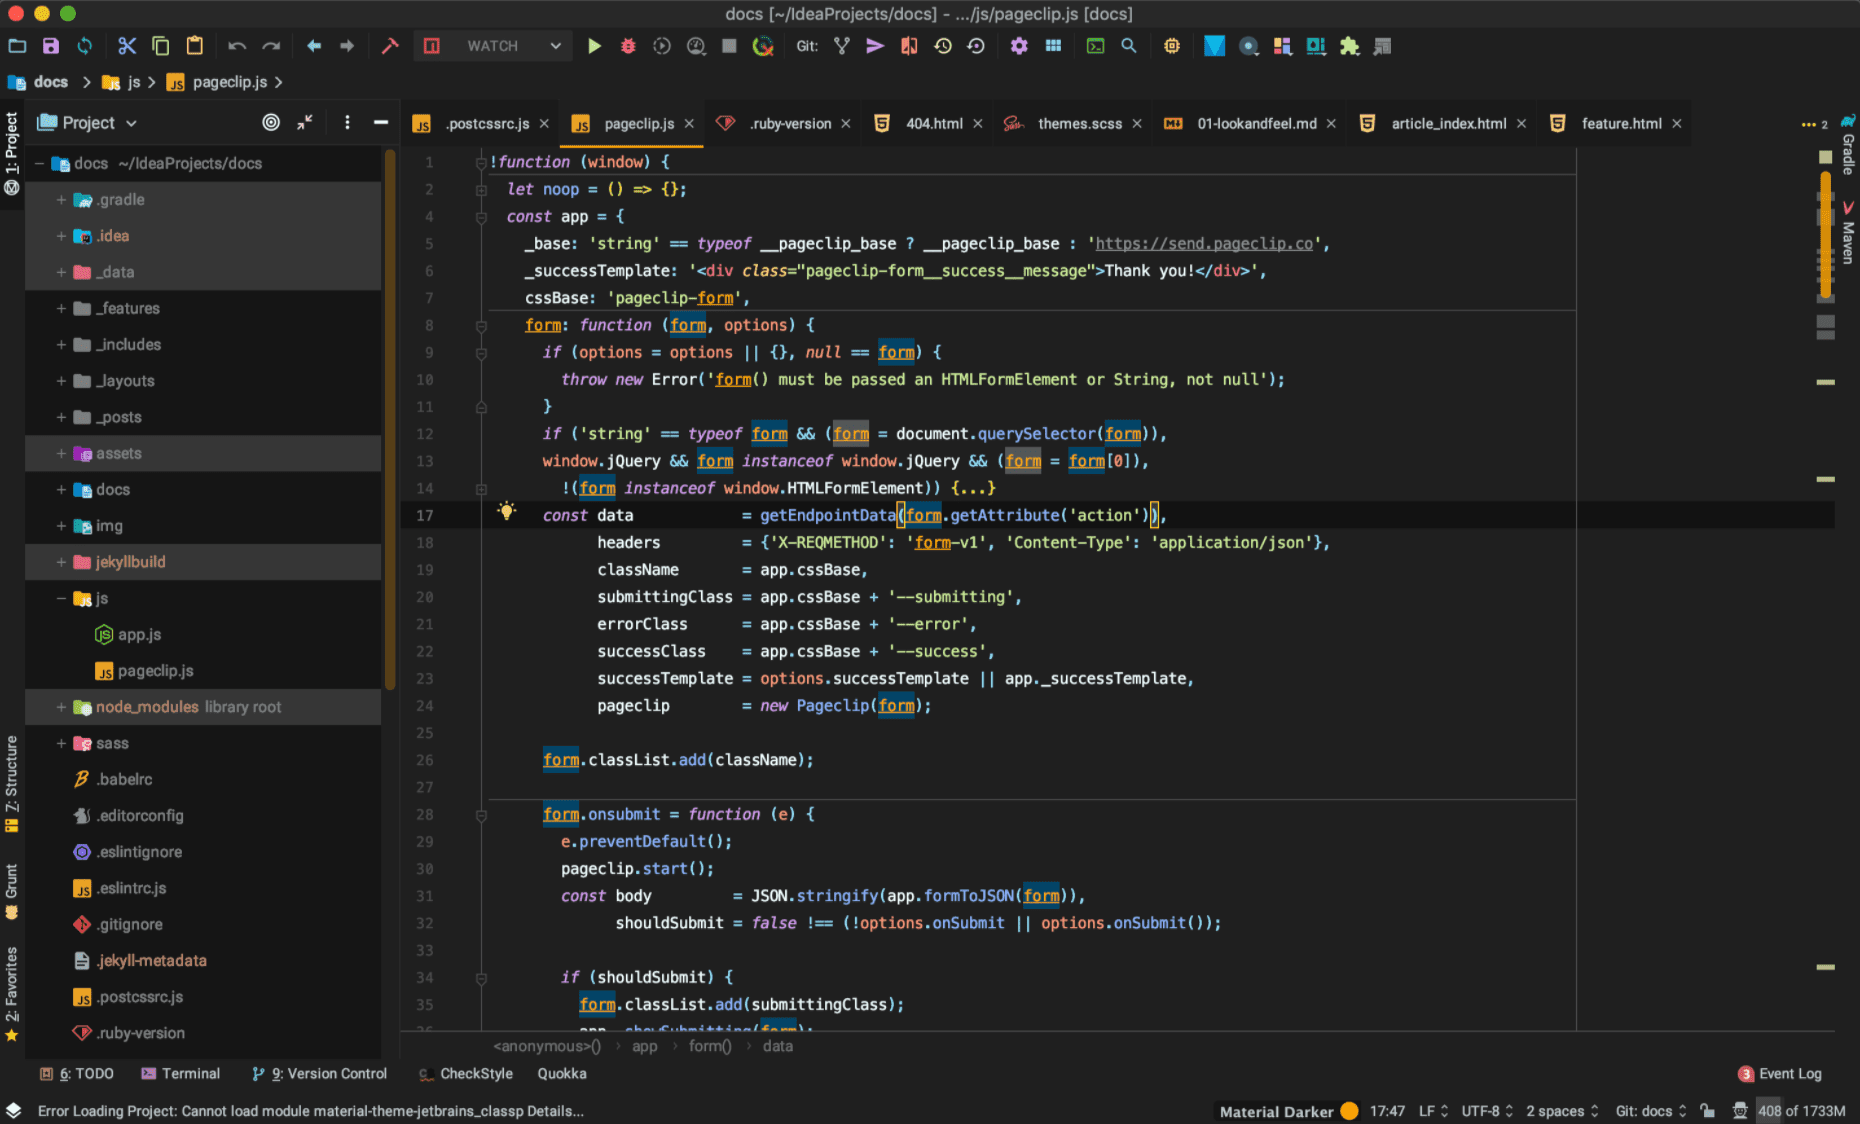 docs [~/IdeaProjects/docs] - .../js/pageclip.js [docs]
WATCH
Git:
docs
js
pageclip.js
1: Project
7: Structure
Grunt
2: Favorites
Project
docs ~/IdeaProjects/docs
.gradle
.idea
_data
_features
_includes
_layouts
_posts
assets
docs
img
jekyllbuild
js
app.js
pageclip.js
node_modules library root
sass
.babelrc
.editorconfig
.eslintignore
.eslintrc.js
.gitignore
.jekyll-metadata
.postcssrc.js
.ruby-version
.postcssrc.js
pageclip.js
.ruby-version
404.html
themes.scss
01-lookandfeel.md
article_index.html
feature.html
2
Gradle
Maven
1 !function (window) {
2 let noop = () => {};
4 const app = {
5 _base: 'string' == typeof __pageclip_base ? __pageclip_base : 'https://send.pageclip.co',
6 _successTemplate: '<div class="pageclip-form__success__message">Thank you!</div>',
7 cssBase: 'pageclip-form',
8 form: function (form, options) {
9 if (options = options || {}, null == form) {
10 throw new Error('form() must be passed an HTMLFormElement or String, not null');
11 }
12 if ('string' == typeof form && (form = document.querySelector(form)),
13 window.jQuery && form instanceof window.jQuery && (form = form[0]),
14 !(form instanceof window.HTMLFormElement)) {...}
17 const data = getEndpointData(form.getAttribute('action')),
18 headers = {'X-REQMETHOD': 'form-v1', 'Content-Type': 'application/json'},
19 className = app.cssBase,
20 submittingClass = app.cssBase + '--submitting',
21 errorClass = app.cssBase + '--error',
22 successClass = app.cssBase + '--success',
23 successTemplate = options.successTemplate || app._successTemplate,
24 pageclip = new Pageclip(form);
25
26 form.classList.add(className);
27
28 form.onsubmit = function (e) {
29 e.preventDefault();
30 pageclip.start();
31 const body = JSON.stringify(app.formToJSON(form)),
32 shouldSubmit = false !== (!options.onSubmit || options.onSubmit());
33
34 if (shouldSubmit) {
35 form.classList.add(submittingClass);
<anonymous>() app form() data
6: TODO
Terminal
9: Version Control
CheckStyle
Quokka
3 Event Log
Error Loading Project: Cannot load module material-theme-jetbrains_classp Details...
Material Darker
17:47
LF
UTF-8
2 spaces
Git: docs
408 of 1733M